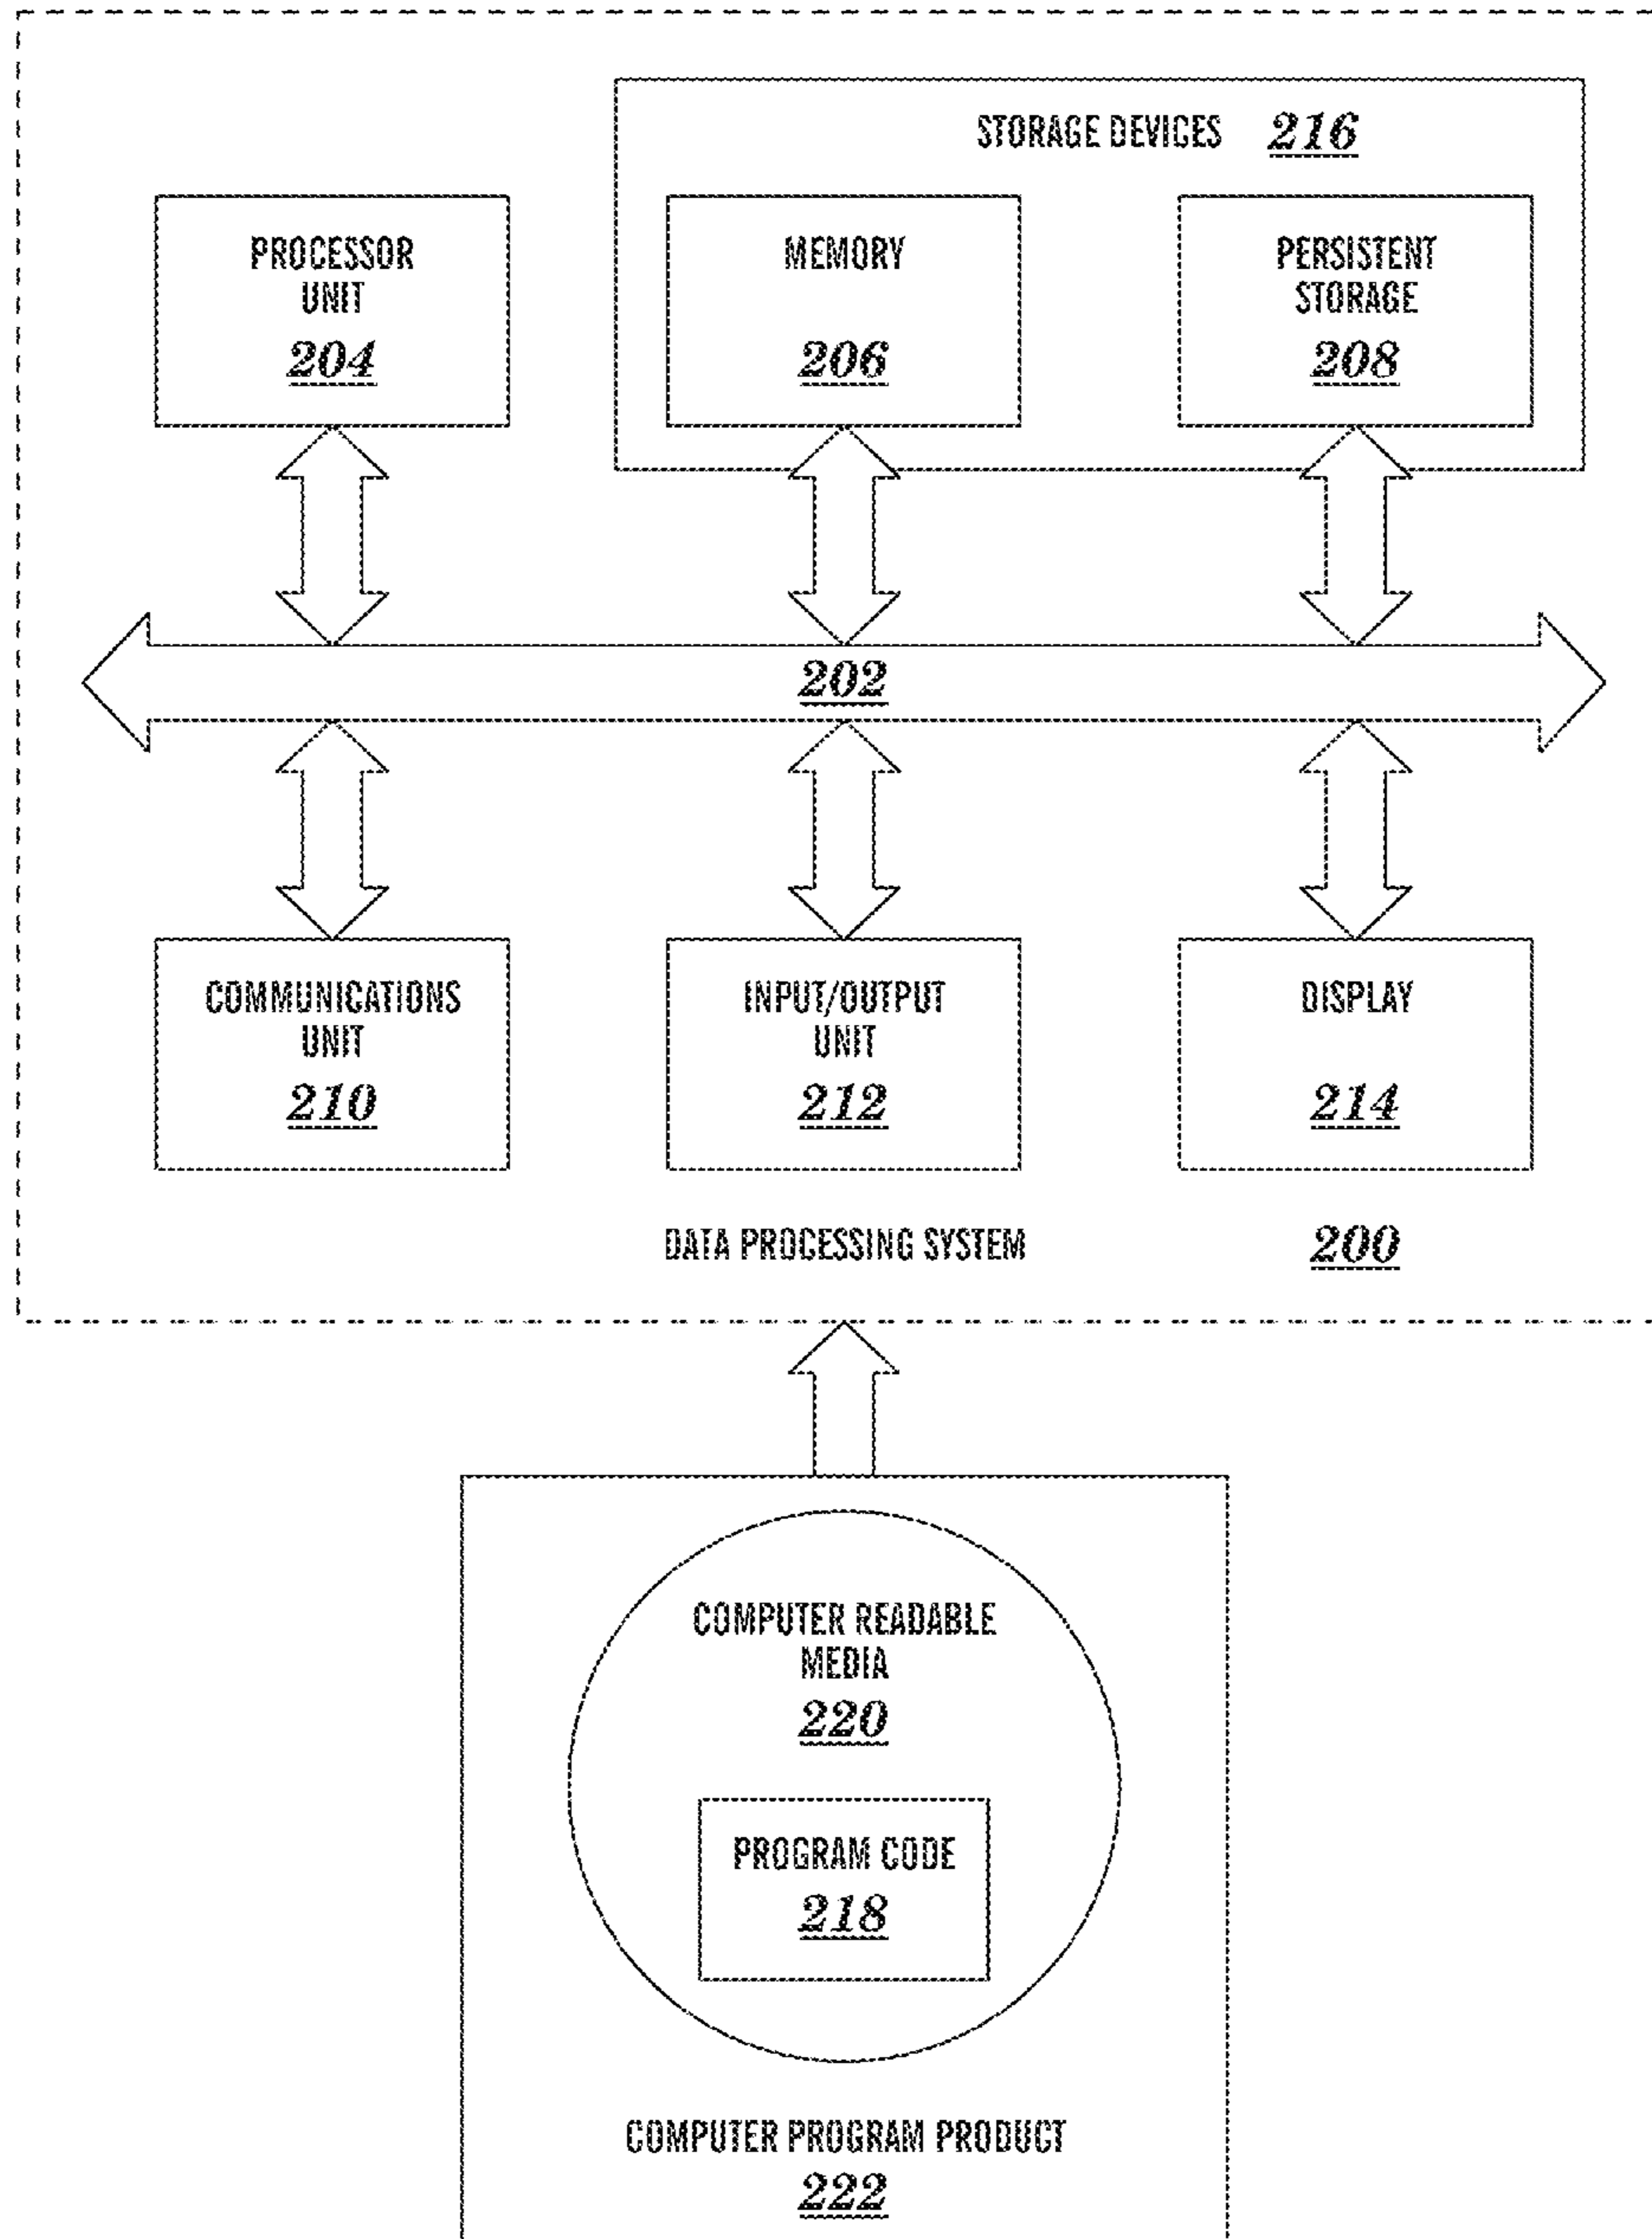 STORAGE DEVICES 216
PROCESSOR
UNIT
204
MEMORY
206
PERSISTENT
STORAGE
208
202
COMMUNICATIONS
UNIT
210
INPUT/OUTPUT
UNIT
212
DISPLAY
214
DATA PROCESSING SYSTEM 200
COMPUTER READABLE
MEDIA
220
PROGRAM CODE
218
COMPUTER PROGRAM PRODUCT
222